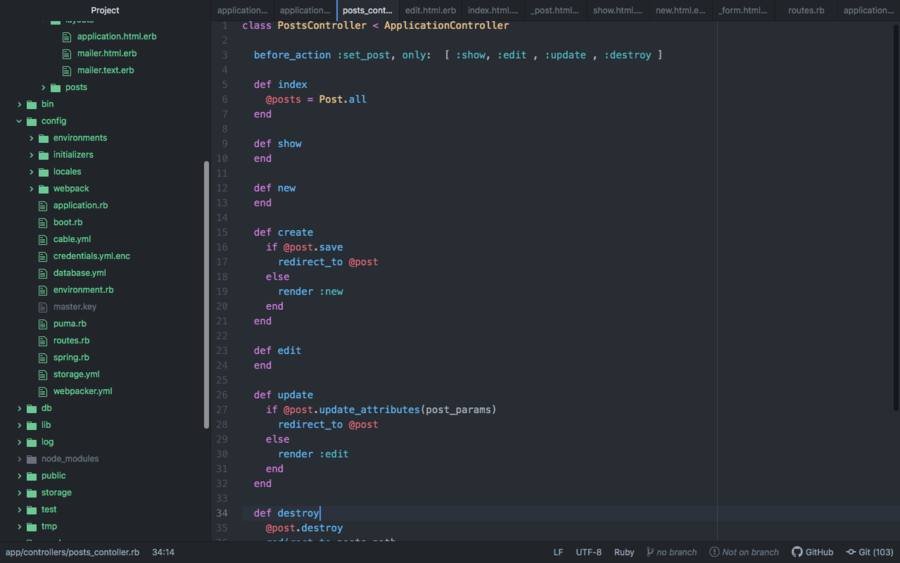 Project
application...
application...
posts_cont...
edit.html.erb
index.html....
_post.html...
show.html....
new.html.e...
_form.html...
routes.rb
application...
layouts
application.html.erb
mailer.html.erb
mailer.text.erb
posts
bin
config
environments
initializers
locales
webpack
application.rb
boot.rb
cable.yml
credentials.yml.enc
database.yml
environment.rb
master.key
puma.rb
routes.rb
spring.rb
storage.yml
webpacker.yml
db
lib
log
node_modules
public
storage
test
tmp
1 class PostsController < ApplicationController
2
3 before_action :set_post, only:  [ :show, :edit , :update , :destroy ]
4
5 def index
6 @posts = Post.all
7 end
8
9 def show
10 end
11
12 def new
13 end
14
15 def create
16 if @post.save
17 redirect_to @post
18 else
19 render :new
20 end
21 end
22
23 def edit
24 end
25
26 def update
27 if @post.update_attributes(post_params)
28 redirect_to @post
29 else
30 render :edit
31 end
32 end
33
34 def destroy
35 @post.destroy
36 redirect_to posts_path
app/controllers/posts_contoller.rb 34:14 LF UTF-8 Ruby no branch Not on branch GitHub Git (103)